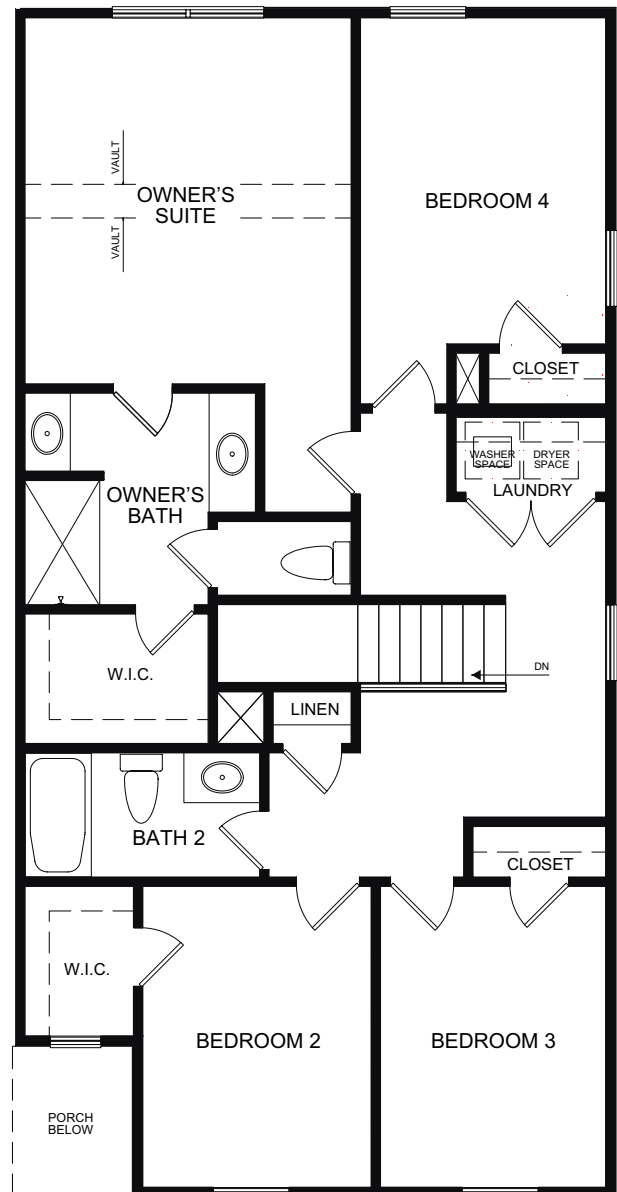 VAULT
OWNER'S
SUITE
VAULT
BEDROOM 4
CLOSET
WASHER
SPACE
DRYER
SPACE
LAUNDRY
OWNER'S
BATH
W.I.C.
DN
LINEN
BATH 2
CLOSET
W.I.C.
BEDROOM 2
BEDROOM 3
PORCH
BELOW